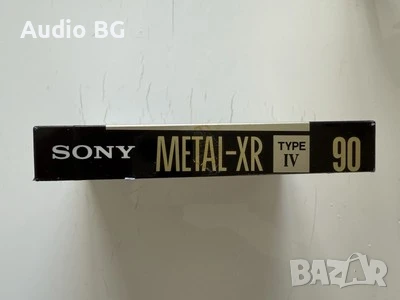 Audio BG
SONY METAL-XR TYPE IV 90
BAZAR